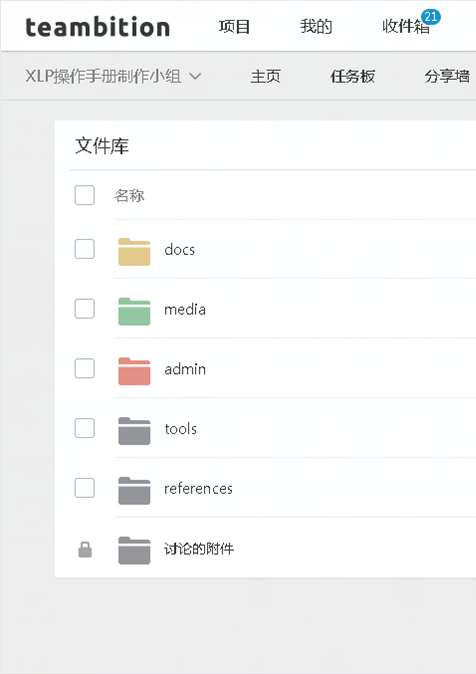 teambition 项目 我的 收件箱 21
XLP操作手册制作小组 主页 任务板 分享墙
文件库
名称
docs
media
admin
tools
references
讨论的附件